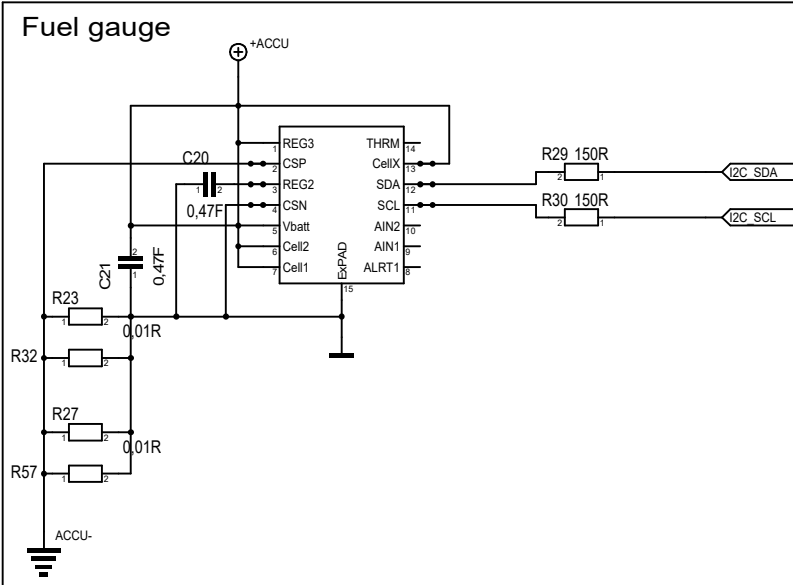 Fuel gauge
+ACCU
REG3
1
CSP
2
REG2
3
CSN
4
Vbatt
5
Cell2
6
Cell1
7
THRM
14
CellX
13
SDA
12
SCL
11
AIN2
10
AIN1
9
ALRT1
8
ExPAD
15
C20
1
2
0,47F
R29 150R
2
1
I2C_SDA
R30 150R
2
1
I2C_SCL
C21
2
1
0,47F
R23
1
2
0,01R
R32
1
2
R27
1
2
0,01R
R57
1
2
ACCU-